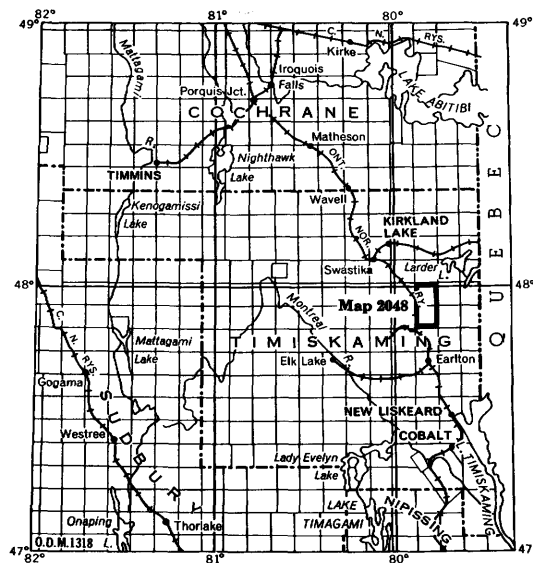 49° 82° 81° 80° 49°
C. N. RYS.
Kirke
Mattagami
Iroquois
Falls
Porquis Jct.
LAKE ABITIBI
COCHRANE
Matheson
R.
ONT.
TIMMINS
Nighthawk
Lake
QUEBEC
Kenogamissi
Lake
Wavell
NOR.
KIRKLAND
LAKE
Swastika
Larder
L.
48°
48°
RY.
Map 2048
Montreal
R.
C. N. RYS.
Mattagami
Lake
TIMISKAMING
Elk Lake
Earlton
Gogama
SUDBURY
NEW LISKEARD
Westree
COBALT
Lady Evelyn
Lake
L. TIMISKAMING
LAKE
TIMAGAMI
NIPISSING
Onaping
L.
Thorlake
O.D.M.1318
47° 82° 81° 80° 47°